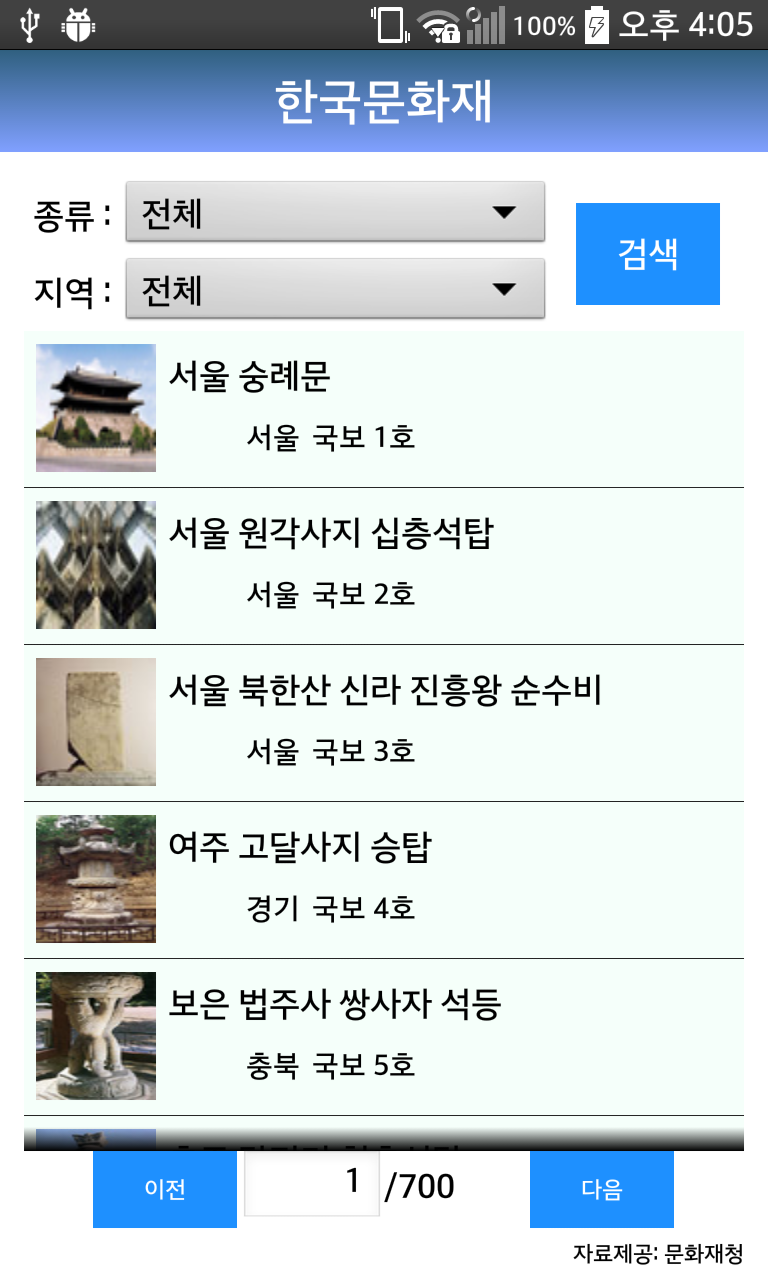 100% 오후 4:05
한국문화재
종류 : 전체
검색
지역 : 전체
서울 숭례문
서울 국보 1호
서울 원각사지 십층석탑
서울 국보 2호
서울 북한산 신라 진흥왕 순수비
서울 국보 3호
여주 고달사지 승탑
경기 국보 4호
보은 법주사 쌍사자 석등
충북 국보 5호
이전 1 /700 다음
자료제공: 문화재청